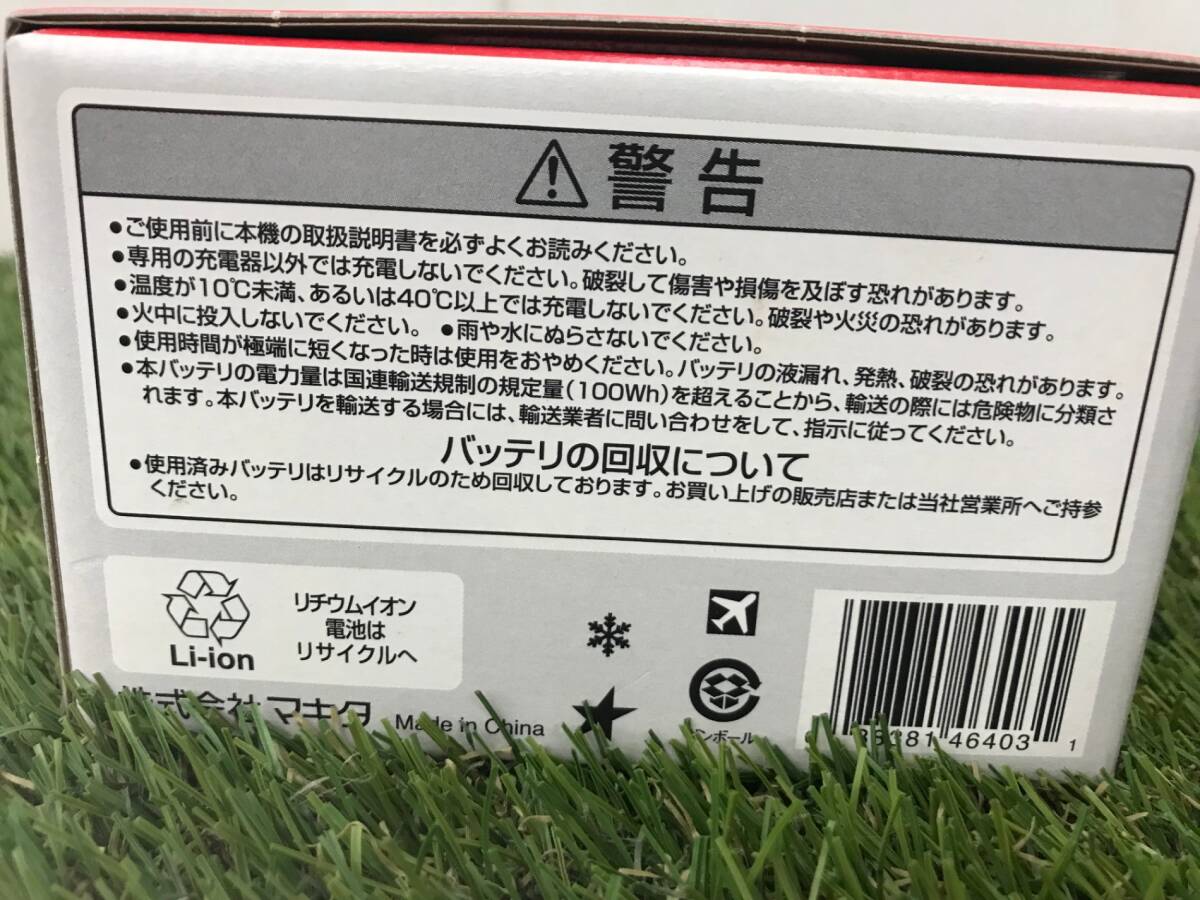 警告
●ご使用前に本機の取扱説明書を必ずよくお読みください。
●専用の充電器以外では充電しないでください。破裂して傷害や損傷を及ぼす恐れがあります。
●温度が10℃未満、あるいは40℃以上では充電しないでください。破裂や火災の恐れがあります。
●火中に投入しないでください。 ●雨や水にぬらさないでください。
●使用時間が極端に短くなった時は使用をおやめください。バッテリの液漏れ、発熱、破裂の恐れがあります。
●本バッテリの電力量は国連輸送規制の規定量(100Wh)を超えることから、輸送の際には危険物に分類さ
れます。本バッテリを輸送する場合には、輸送業者に問い合わせをして、指示に従ってください。
バッテリの回収について
●使用済みバッテリはリサイクルのため回収しております。お買い上げの販売店または当社営業所へご持参
ください。
Li-ion
リチウムイオン
電池は
リサイクルへ
株式会社マキタ Made in China
ンボール
88381 46403 1